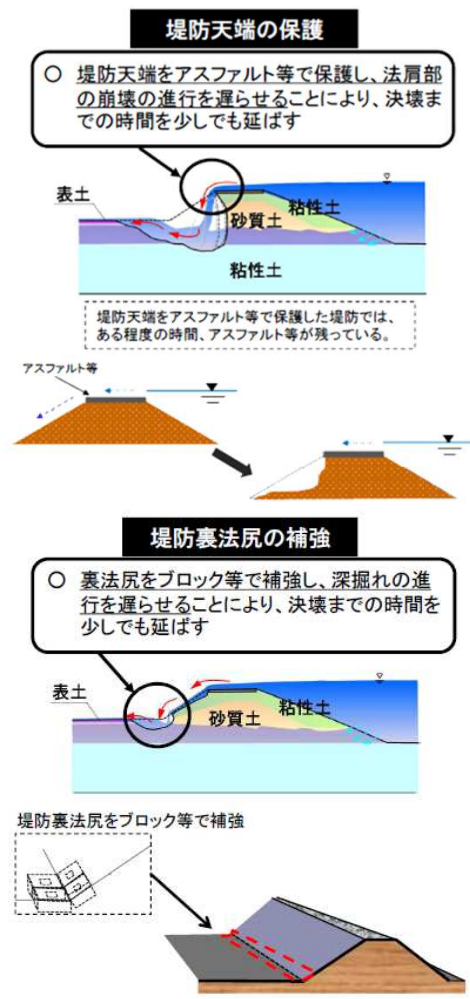 堤防天端の保護
○ 堤防天端をアスファルト等で保護し、法肩部
の崩壊の進行を遅らせることにより、決壊ま
での時間を少しでも延ばす
表土
砂質土
粘性土
粘性土
堤防天端をアスファルト等で保護した堤防では、
ある程度の時間、アスファルト等が残っている。
アスファルト等
堤防裏法尻の補強
○ 裏法尻をブロック等で補強し、深掘れの進
行を遅らせることにより、決壊までの時間を
少しでも延ばす
表土
砂質土
粘性土
堤防裏法尻をブロック等で補強